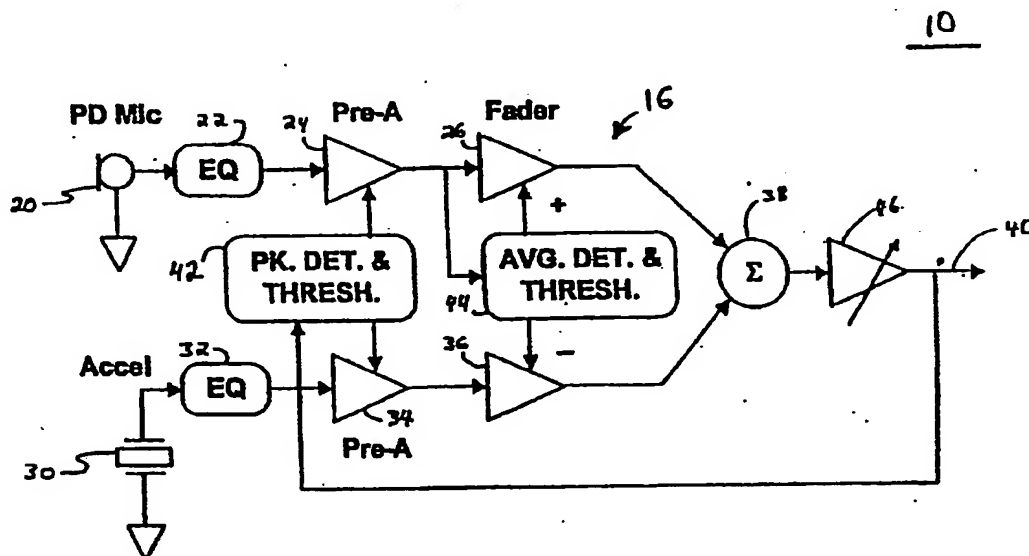 10
PD Mic
22
EQ
24
Pre-A
26
Fader
16
20
38
46
40
42
PK. DET. &
THRESH.
+
44
AVG. DET. &
THRESH.
Σ
Accel
32
EQ
34
Pre-A
36
−
30